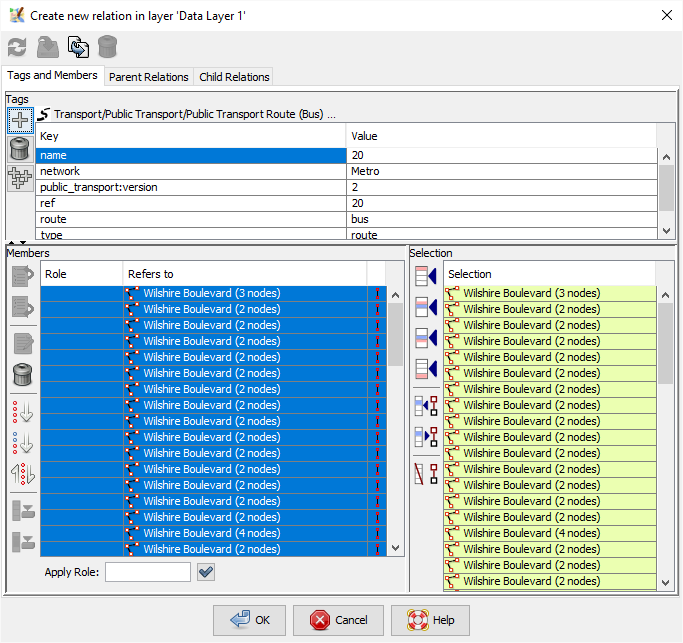 Create new relation in layer 'Data Layer 1'
Tags and Members Parent Relations Child Relations
Tags
Transport/Public Transport/Public Transport Route (Bus) ...
Key Value
name 20
network Metro
public_transport:version 2
ref 20
route bus
type route
Members
Role Refers to
Wilshire Boulevard (3 nodes)
Wilshire Boulevard (2 nodes)
Wilshire Boulevard (2 nodes)
Wilshire Boulevard (2 nodes)
Wilshire Boulevard (2 nodes)
Wilshire Boulevard (2 nodes)
Wilshire Boulevard (2 nodes)
Wilshire Boulevard (2 nodes)
Wilshire Boulevard (2 nodes)
Wilshire Boulevard (2 nodes)
Wilshire Boulevard (2 nodes)
Wilshire Boulevard (2 nodes)
Wilshire Boulevard (2 nodes)
Wilshire Boulevard (2 nodes)
Wilshire Boulevard (2 nodes)
Wilshire Boulevard (4 nodes)
Wilshire Boulevard (2 nodes)
Apply Role:
Selection
Selection
Wilshire Boulevard (3 nodes)
Wilshire Boulevard (2 nodes)
Wilshire Boulevard (2 nodes)
Wilshire Boulevard (2 nodes)
Wilshire Boulevard (2 nodes)
Wilshire Boulevard (2 nodes)
Wilshire Boulevard (2 nodes)
Wilshire Boulevard (2 nodes)
Wilshire Boulevard (2 nodes)
Wilshire Boulevard (2 nodes)
Wilshire Boulevard (2 nodes)
Wilshire Boulevard (2 nodes)
Wilshire Boulevard (2 nodes)
Wilshire Boulevard (2 nodes)
Wilshire Boulevard (2 nodes)
Wilshire Boulevard (4 nodes)
Wilshire Boulevard (2 nodes)
Wilshire Boulevard (2 nodes)
Wilshire Boulevard (2 nodes)
OK Cancel Help